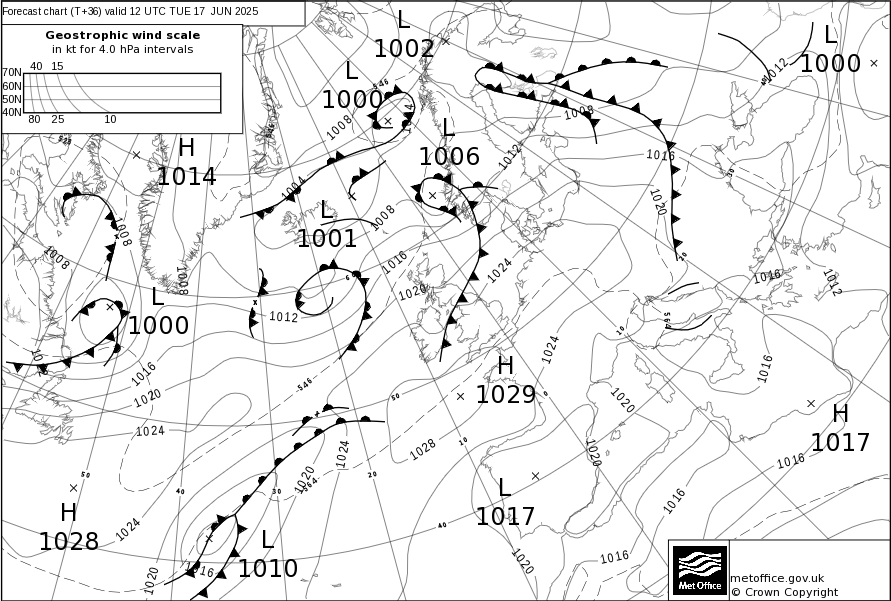 Forecast chart (T+36) valid 12 UTC TUE 17 JUN 2025
Geostrophic wind scale
in kt for 4.0 hPa intervals
40 15
70N
60N
50N
40N
80 25 10
L
1002
L
1000
L
1000
1012
546
1008
1004
1008
L
1006
1012
1016
H
1014
1004
1020
L
1001
1008
1008
1008
1008
1016
1024
1020
1016
1012
L
1000
1012
564
1024
1016
1016
H
1029
1020
1020
546
50
0
10
H
1017
1024
1024
1028
1020
1016
10
L
1017
1020
20
30
40
50
564
1016
40
H
1028
1024
L
1010
1016
1020
1020
1016
Met Office
metoffice.gov.uk
© Crown Copyright